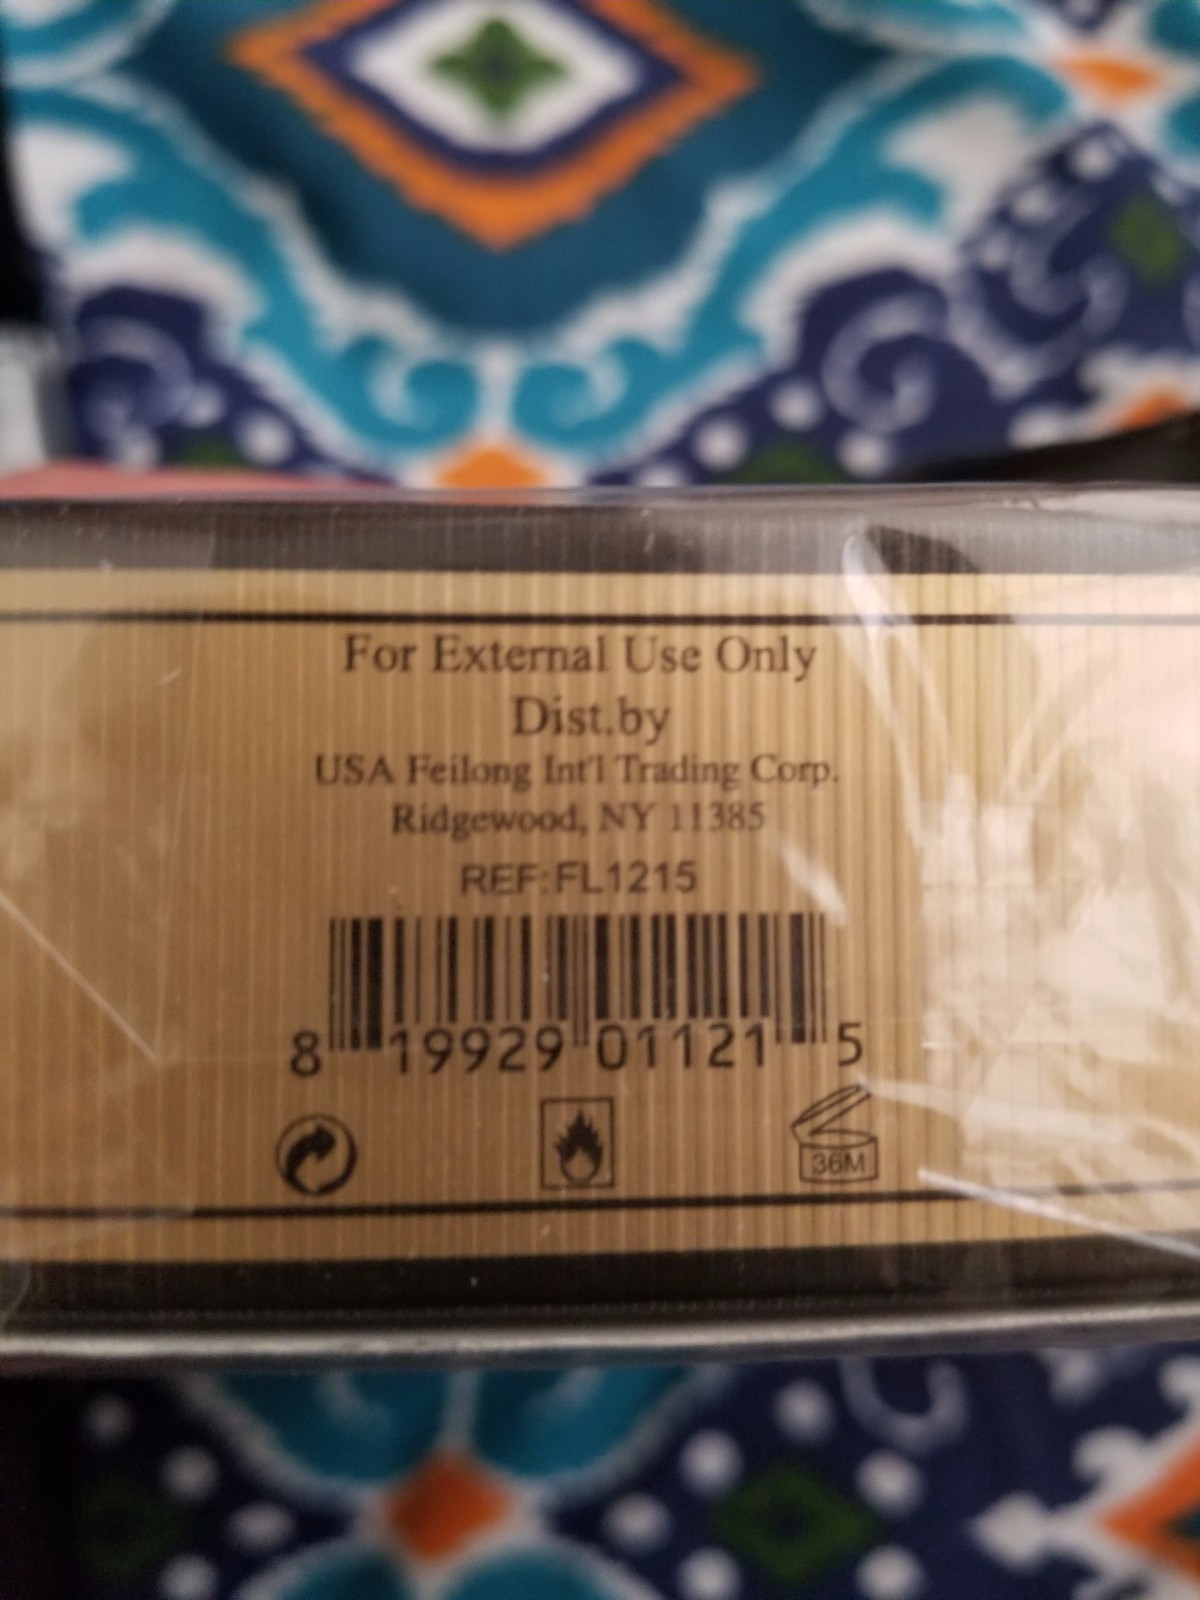 For External Use Only
Dist.by
USA Feilong Int'l Trading Corp.
Ridgewood, NY 11385
REF:FL1215
8 19929 01121 5
36M